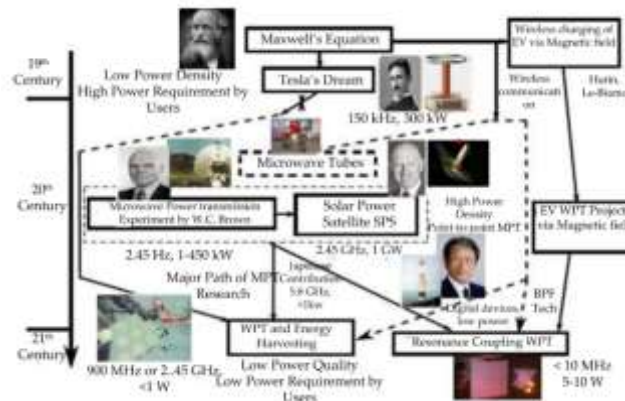 Maxwell's Equation
Wireless charging of
EV via Magnetic field
19th
Century
Low Power Density
High Power Requirement by
Users
Tesla's Dream
Wireless
communicati
on
Hutin,
Le-Blanc
150 kHz, 300 kW
Microwave Tubes
20th
Century
Microwave Power transmission
Experiment by W.C. Brown
Solar Power
Satellite SPS
High Power
Density
Point to point MPT
EV WPT Project
via Magnetic field
2.45 Hz, 1-450 kW
2.45 GHz, 1 GW
Major Path of MPT
Research
Japanese
Contribution
5.8 GHz,
Digital devices,
low power
BPF
Tech
21th
Century
WPT and Energy
Harvesting
Resonance Coupling WPT
900 MHz or 2..45 GHz,
<1 W
Low Power Quality
Low Power Requirement by
Users
< 10 MHz
5-10 W